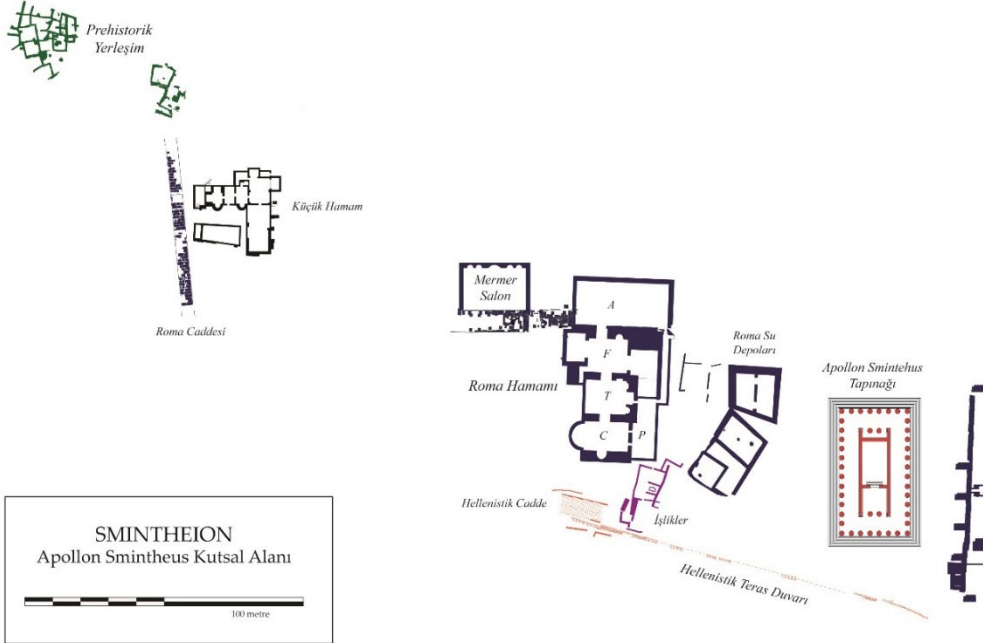 Prehistorik
Yerleşim
Küçük Hamam
Roma Caddesi
Mermer
Salon
A
F
Roma Hamamı
T
C
P
Roma Su
Depoları
Apollon Smintehus
Tapınağı
Hellenistik Cadde
İşlikler
Hellenistik Teras Duvarı
SMINTHEION
Apollon Smintheus Kutsal Alanı
100 metre